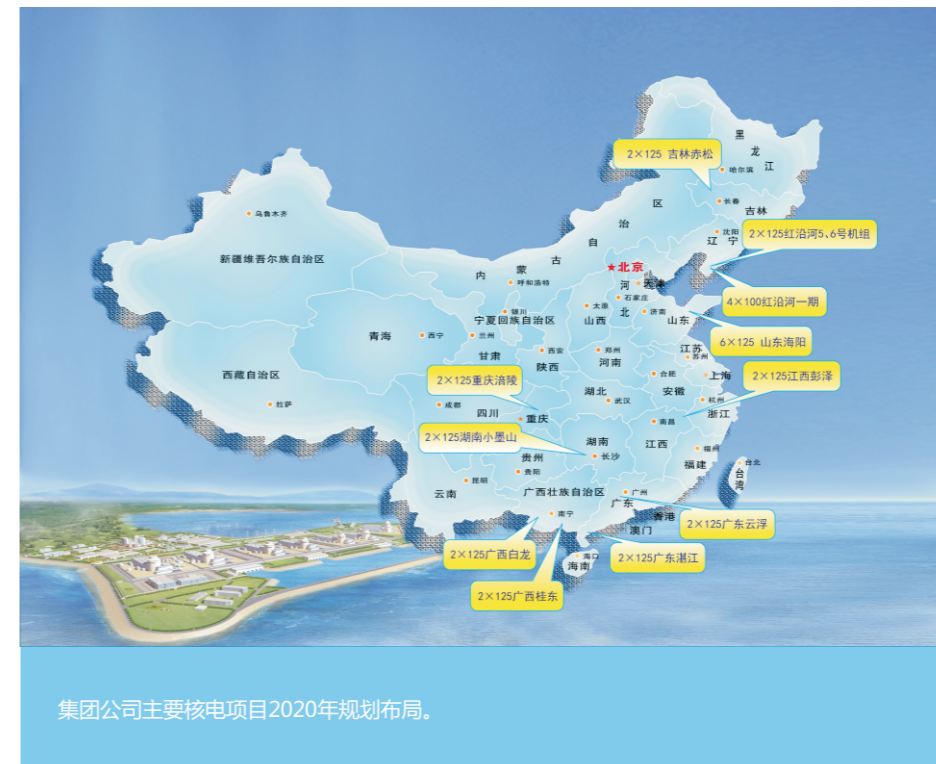 黑
龙
江
2×125 吉林赤松
哈尔滨
区
长春
吉林
乌鲁木齐
治
沈阳
2×125红沿河5、6号机组
辽宁
自
新疆维吾尔族自治区
古
★北京
蒙
内
呼和浩特
河
天津
石家庄
4×100红沿河一期
银川
太原
北
济南
宁夏回族自治区
山西
山东
青海
西宁
兰州
6×125 山东海阳
江苏
甘肃
西安
郑州
苏州
陕西
河南
西藏自治区
2×125重庆涪陵
合肥
上海
2×125江西彭泽
湖北
安徽
拉萨
成都
武汉
杭州
四川
重庆
浙江
南昌
2×125湖南小墨山
湖南
江西
福州
贵州
长沙
福建
台北
贵阳
台
湾
昆明
云南
广西壮族自治区
广州
广东
南宁
香港
2×125广东云浮
澳门
2×125广西白龙
海口
2×125广东湛江
海南
2×125广西桂东
集团公司主要核电项目2020年规划布局。